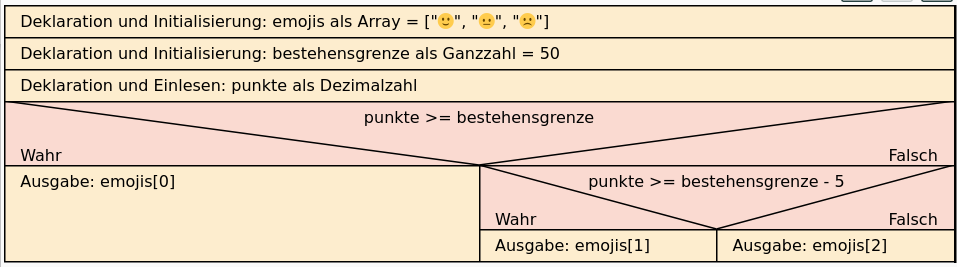 Deklaration und Initialisierung: emojis als Array = ["🙂", "😐", "🙁"]
Deklaration und Initialisierung: bestehensgrenze als Ganzzahl = 50
Deklaration und Einlesen: punkte als Dezimalzahl
punkte >= bestehensgrenze
Wahr
Falsch
Ausgabe: emojis[0]
punkte >= bestehensgrenze - 5
Wahr
Falsch
Ausgabe: emojis[1]
Ausgabe: emojis[2]